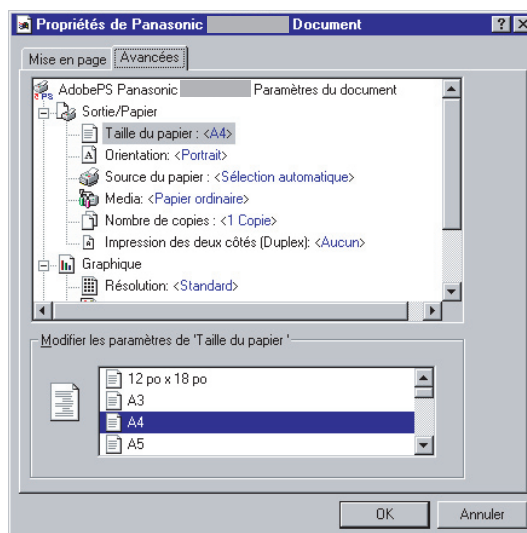 Propriétés de Panasonic Document
Mise en page Avancées
AdobePS Panasonic Paramètres du document
Sortie/Papier
Taille du papier : <A4>
Orientation: <Portrait>
Source du papier : <Sélection automatique>
Media: <Papier ordinaire>
Nombre de copies : <1 Copie>
Impression des deux côtés (Duplex): <Aucun>
Graphique
Résolution: <Standard>
Modifier les paramètres de 'Taille du papier '
12 po x 18 po
A3
A4
A5
OK Annuler